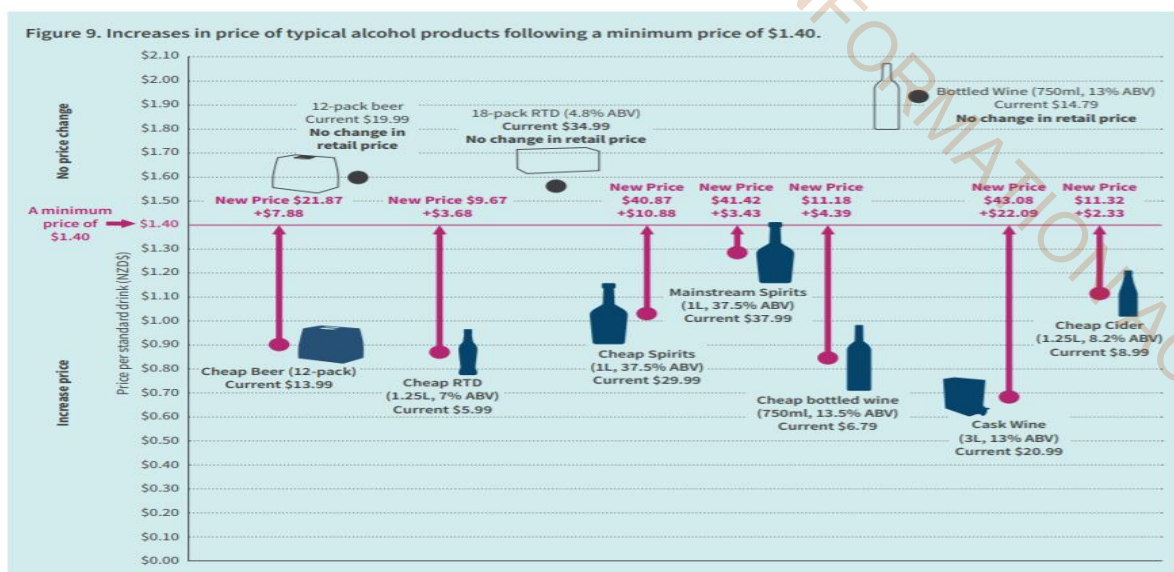 Figure 9. Increases in price of typical alcohol products following a minimum price of $1.40.
No price change
Increase price
Price per standard drink (NZD$)
A minimum
price of
$1.40
$2.10
$2.00
$1.90
$1.80
$1.70
$1.60
$1.50
$1.40
$1.30
$1.20
$1.10
$1.00
$0.90
$0.80
$0.70
$0.60
$0.50
$0.40
$0.30
$0.20
$0.10
$0.00
12-pack beer
Current $19.99
No change in
retail price
18-pack RTD (4.8% ABV)
Current $34.99
No change in retail price
Bottled Wine (750ml, 13% ABV)
Current $14.79
No change in retail price
New Price $21.87
+$7.88
New Price $9.67
+$3.68
New Price
$40.87
+$10.88
New Price
$41.42
+$3.43
New Price
$11.18
+$4.39
New Price
$43.08
+$22.09
New Price
$11.32
+$2.33
Cheap Beer (12-pack)
Current $13.99
Cheap RTD
(1.25L, 7% ABV)
Current $5.99
Cheap Spirits
(1L, 37.5% ABV)
Current $29.99
Mainstream Spirits
(1L, 37.5% ABV)
Current $37.99
Cheap bottled wine
(750ml, 13.5% ABV)
Current $6.79
Cask Wine
(3L, 13% ABV)
Current $20.99
Cheap Cider
(1.25L, 8.2% ABV)
Current $8.99
INFORMATION AC